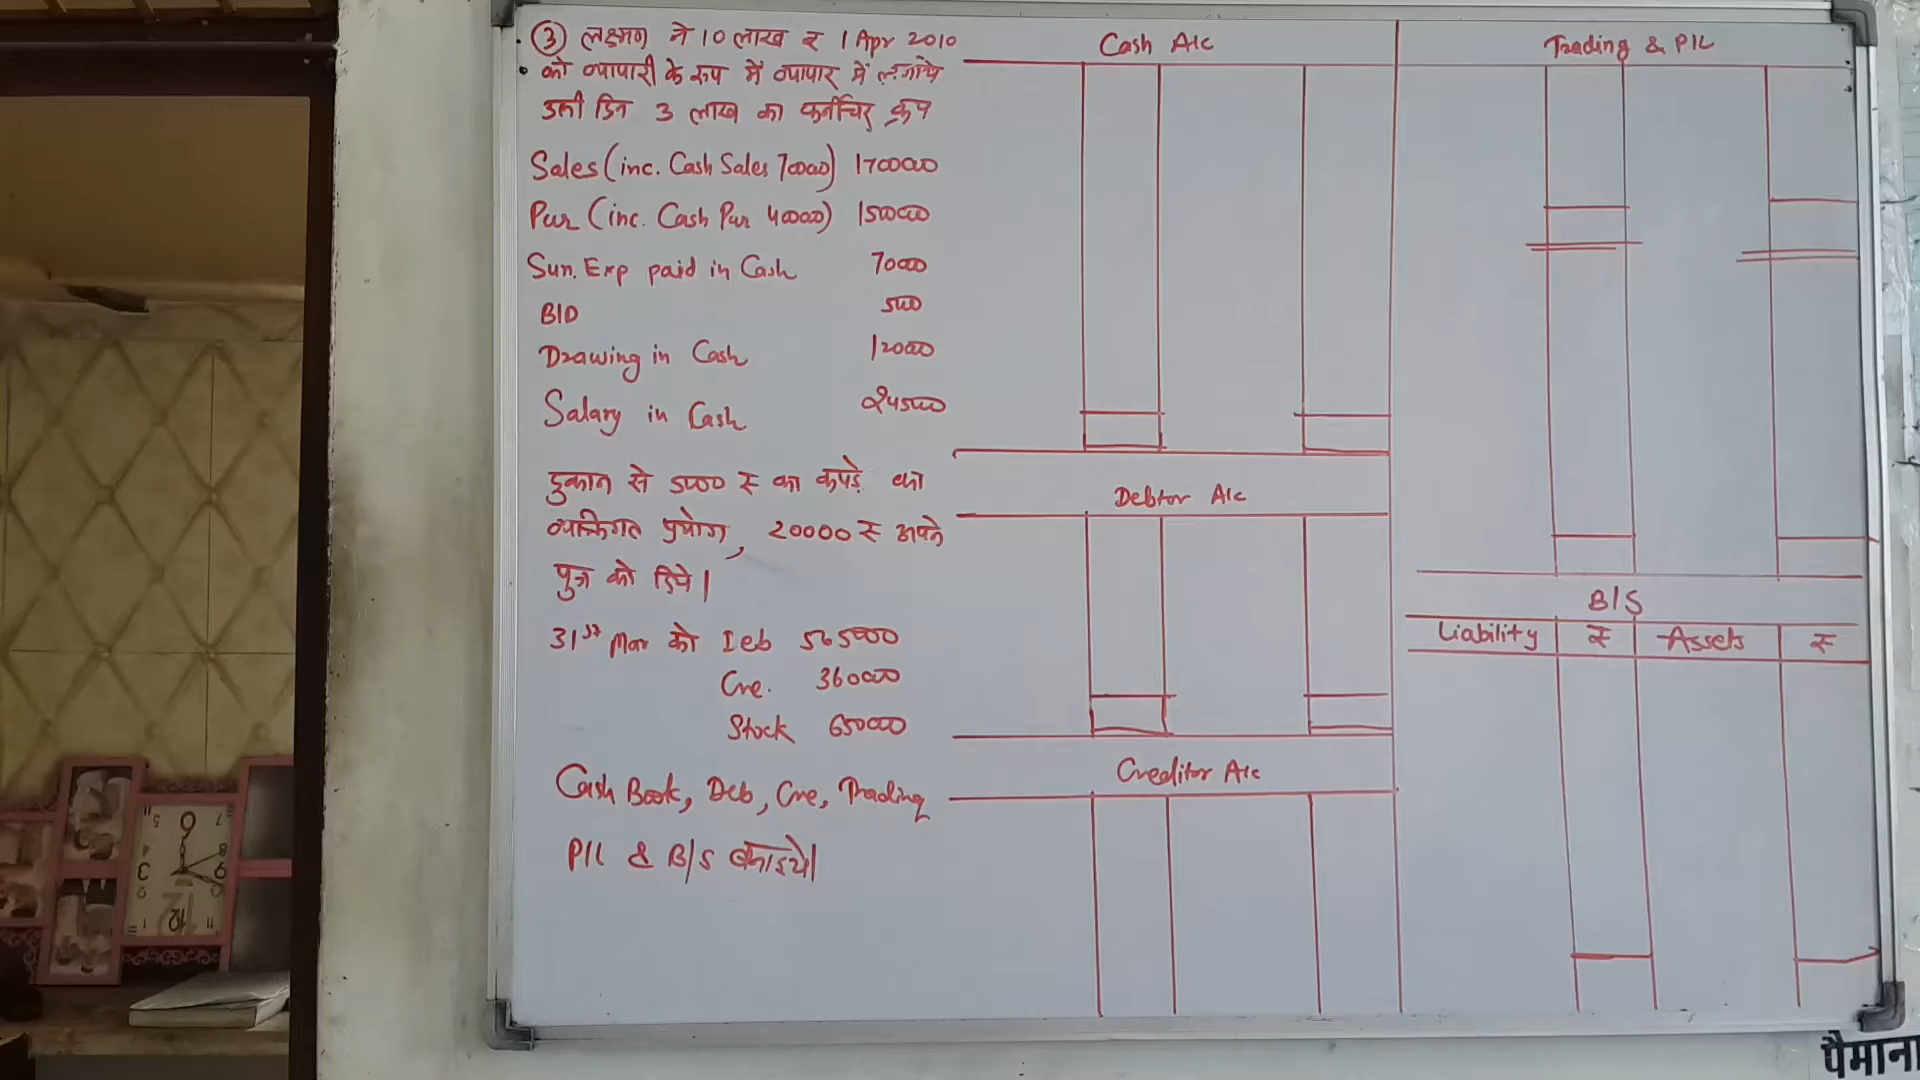 ③ लक्ष्मण ने 10 लाख ₹ 1 Apr 2010
को व्यापारी के रूप में व्यापार में लगाये
उसी दिन 3 लाख का फर्नीचर क्रय
Sales (inc. Cash Sales 70000) 1700000
Pur (inc. Cash Pur 40000) 150000
Sun. Exp paid in Cash 7000
B/D 500
Drawing in Cash 12000
Salary in Cash
दुकान से 5000 ₹ का कपड़े का
व्यक्तिगत प्रयोग, 20000 ₹ अपने
पुत्र को दिये।
31st Mar को Deb 565000
Cre. 360000
Stock 650000
Cash Book, Deb, Cre, Trading
P/L & B/S बनाइये।
Cash A/c
Debtor A/c
Creditor A/c
Trading & P/L
B/S
Liability ₹ Assets ₹
पैमाना